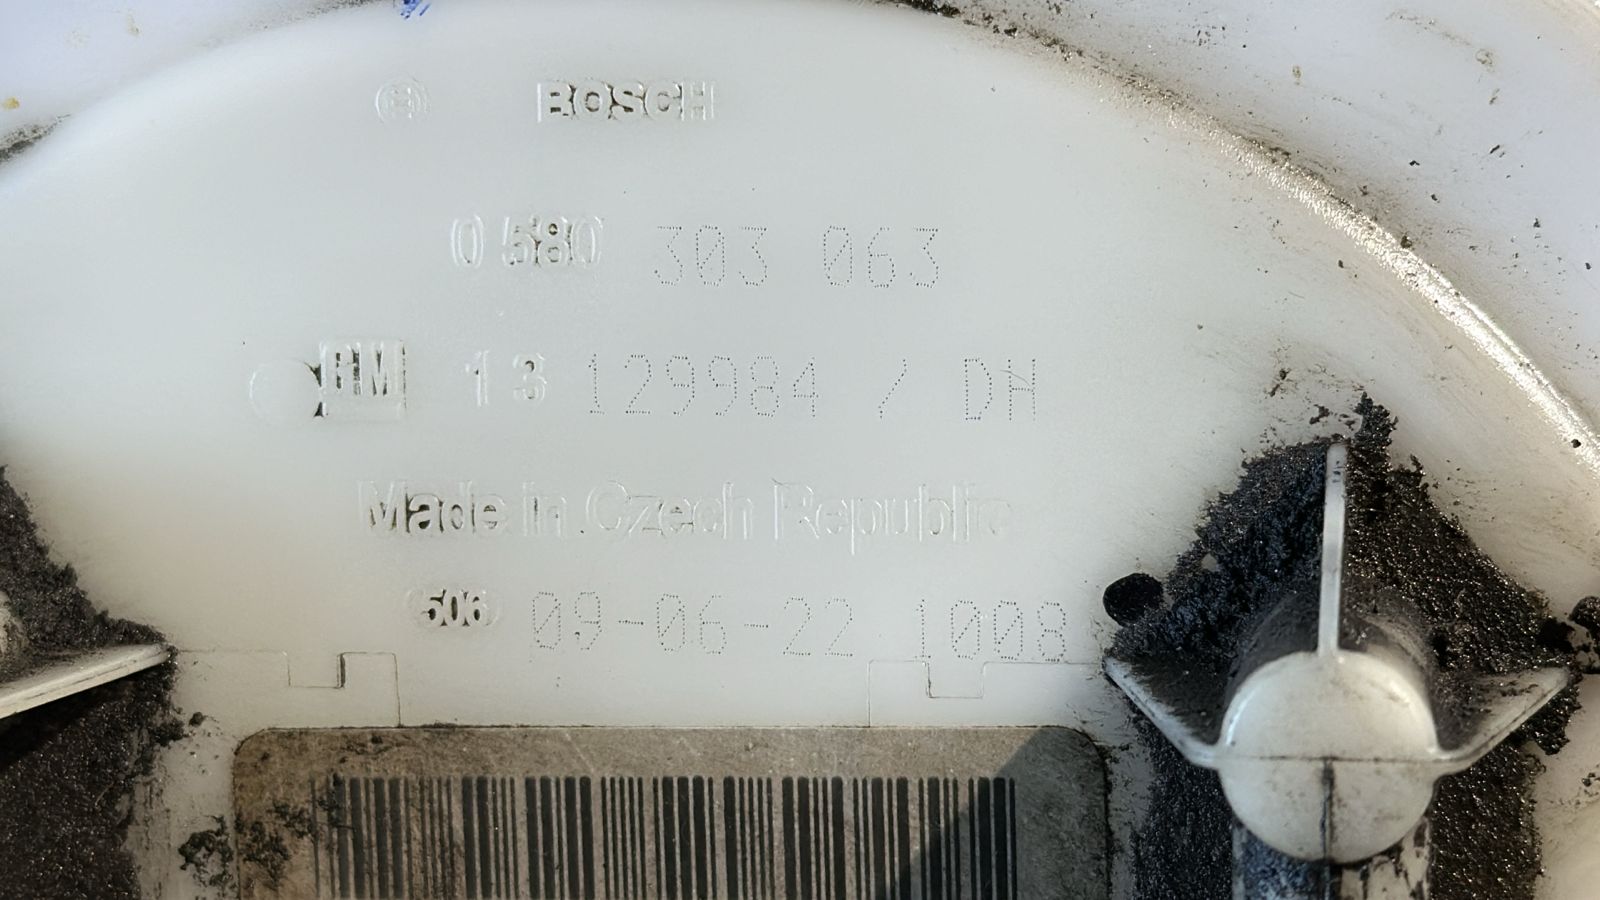 BOSCH
0 580 303 063
GM 13 129984 / DH
Made in Czech Republic
506 09-06-22 1008